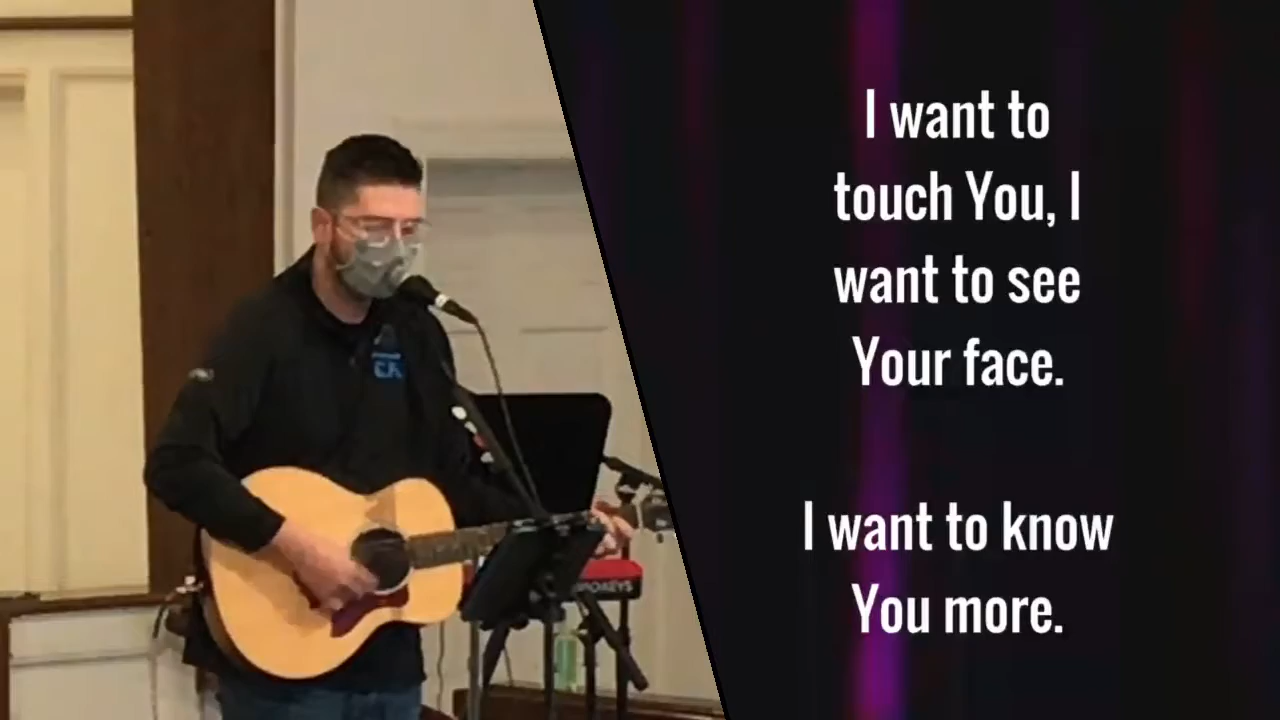 I want to
touch You, I
want to see
Your face.
I want to know
You more.